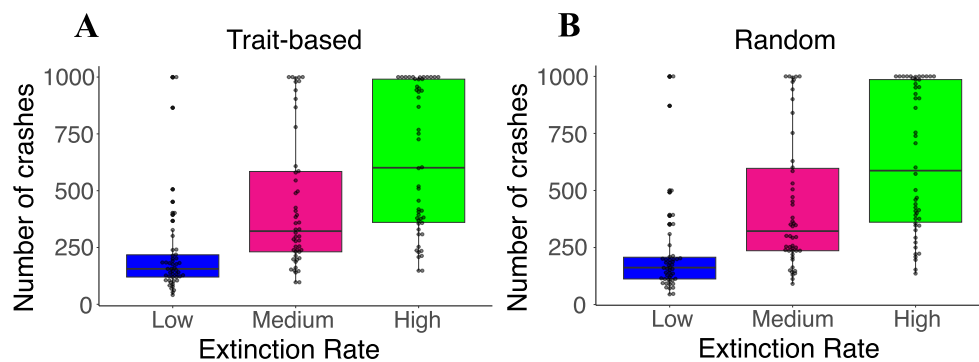 A
Trait-based
Number of crashes
1000
750
500
250
0
Low Medium High
Extinction Rate
B
Random
Number of crashes
1000
750
500
250
0
Low Medium High
Extinction Rate